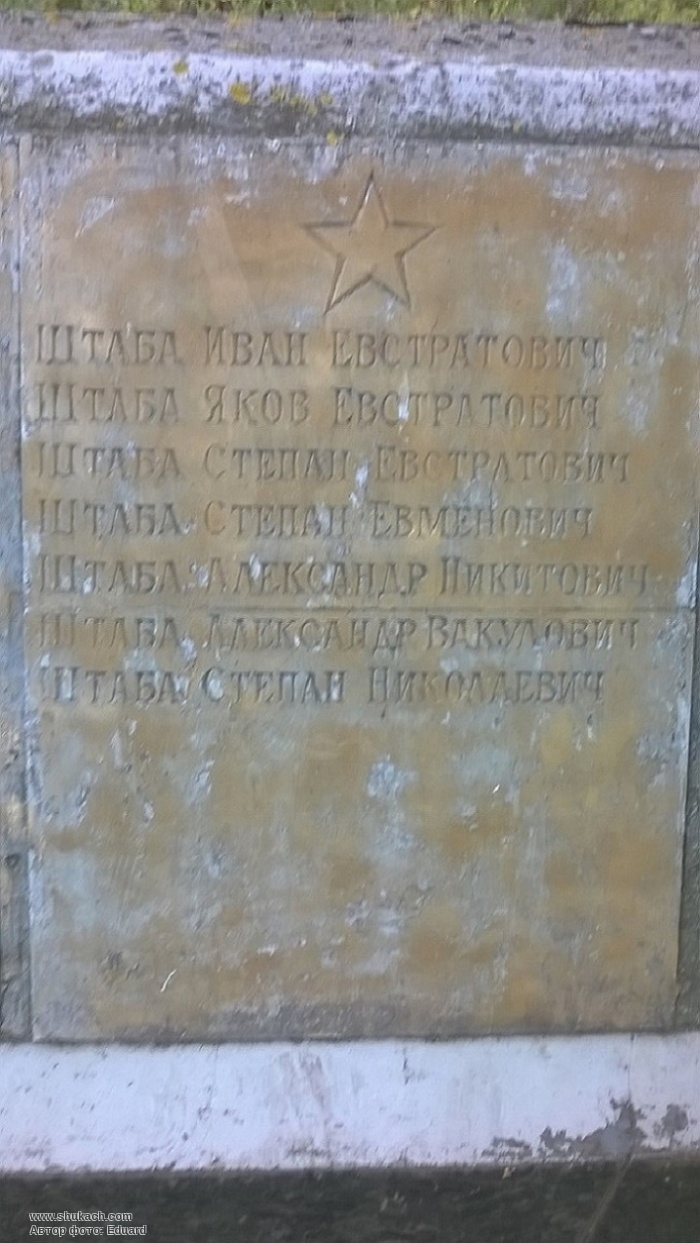 Штаба Иван Евстратович
Штаба Яков Евстратович
Штаба Степан Евстратович
Штаба Степан Евменович
Штаба Александр Никитович
Штаба Александр Вакулович
Штаба Степан Николаевич
www.shukach.com
Автор фото: Eduard